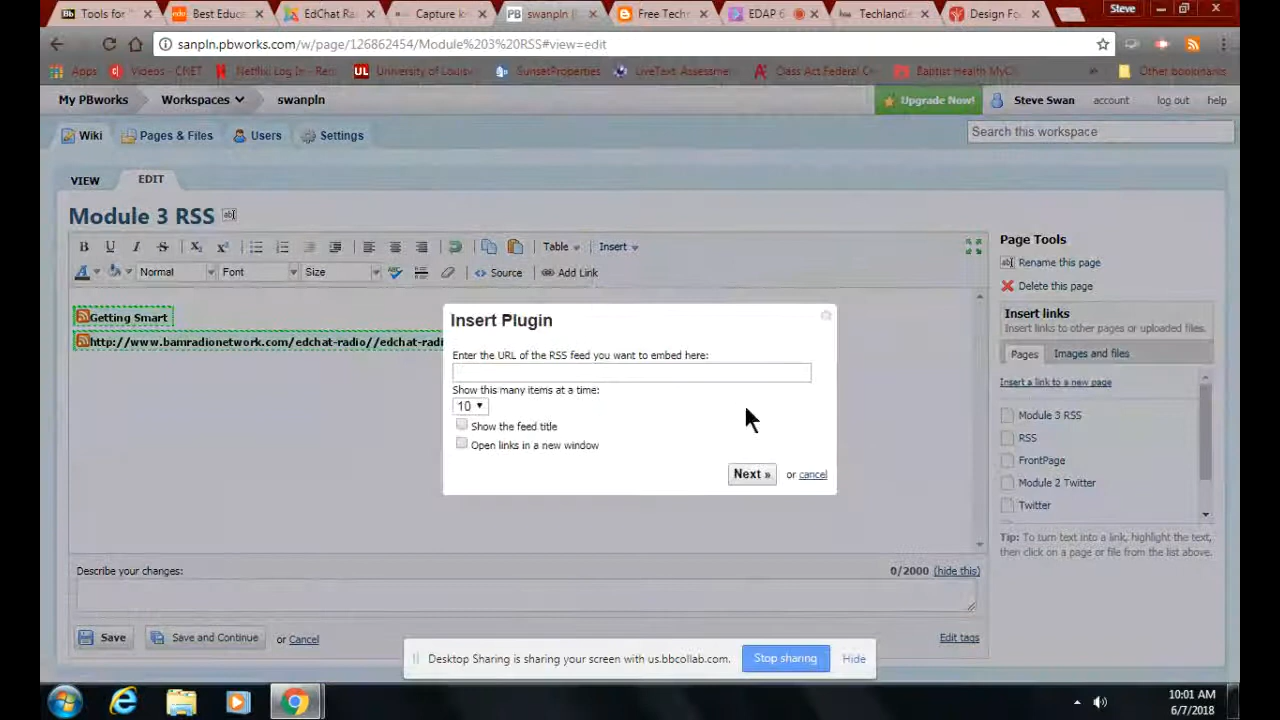 Bb Tools for
edo Best Educ
EdChat Ra
Capture k
PB swanpln |
Free Techn
EDAP 6
Techlandi
Design Fo
Steve
sanpln.pbworks.com/w/page/126862454/Module%203%20RSS#view=edit
Apps
Videos - CNET
Netflix Log In - Ren
UL University of Louisv
SunsetProperties
LiveText Assessme
Class Act Federal C
Baptist Health MyC
» Other bookmarks
My PBworks Workspaces swanpln
Upgrade Now! Steve Swan account log out help
Wiki Pages & Files Users Settings
Search this workspace
VIEW EDIT
Module 3 RSS
B U I S X₂ X² Table Insert
A Normal Font Size Source Add Link
Getting Smart
http://www.bamradionetwork.com/edchat-radio//edchat-radi
Insert Plugin
Enter the URL of the RSS feed you want to embed here:
Show this many items at a time:
10
Show the feed title
Open links in a new window
Next » or cancel
Page Tools
Rename this page
Delete this page
Insert links
Insert links to other pages or uploaded files.
Pages Images and files
Insert a link to a new page
Module 3 RSS
RSS
FrontPage
Module 2 Twitter
Twitter
Tip: To turn text into a link, highlight the text,
then click on a page or file from the list above.
Describe your changes: 0/2000 (hide this)
Save Save and Continue or Cancel Edit tags
Desktop Sharing is sharing your screen with us.bbcollab.com. Stop sharing Hide
10:01 AM
6/7/2018